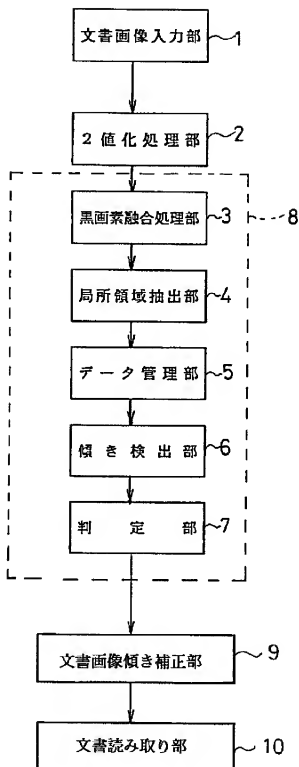 文書画像入力部 1
2値化処理部 2
黒画素融合処理部 3
8
局所領域抽出部 4
データ管理部 5
傾き検出部 6
判定部 7
文書画像傾き補正部 9
文書読み取り部 10